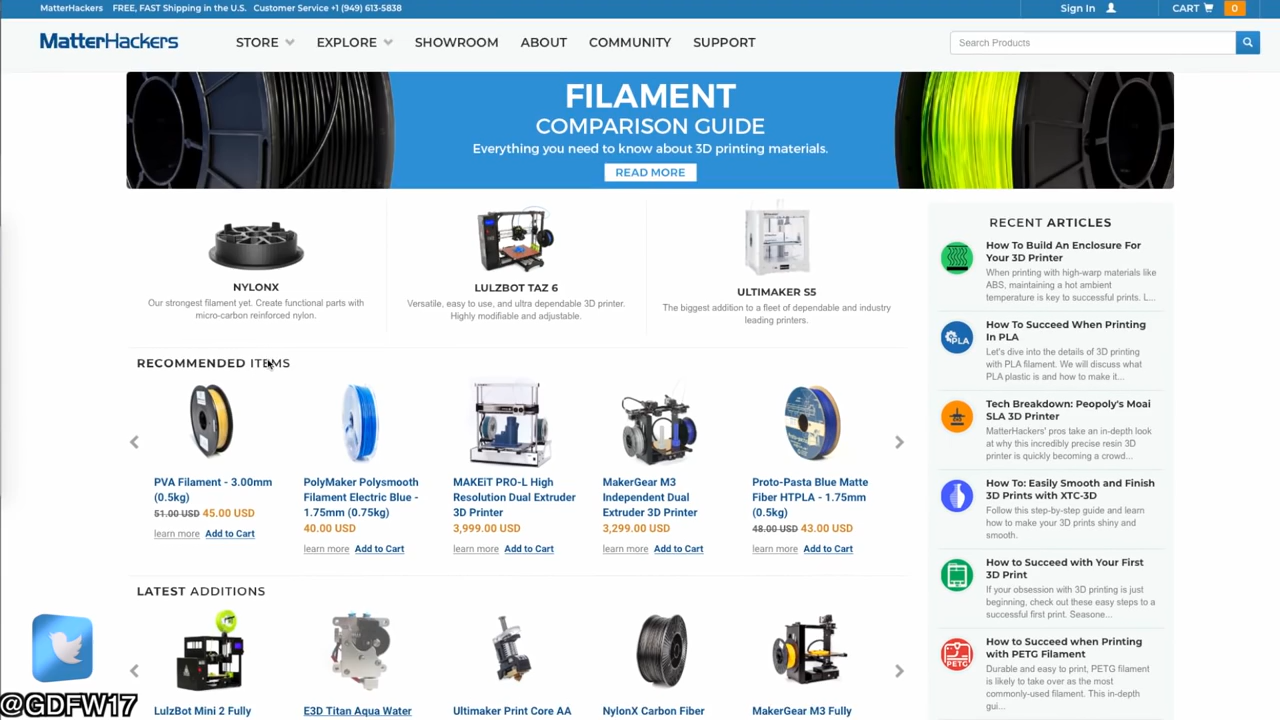 MatterHackers FREE, FAST Shipping in the U.S. Customer Service +1 (949) 613-5838
Sign In CART 0
MatterHackers
STORE EXPLORE SHOWROOM ABOUT COMMUNITY SUPPORT
Search Products
FILAMENT
COMPARISON GUIDE
Everything you need to know about 3D printing materials.
READ MORE
NYLONX
Our strongest filament yet. Create functional parts with
micro-carbon reinforced nylon.
LULZBOT TAZ 6
Versatile, easy to use, and ultra dependable 3D printer.
Highly modifiable and adjustable.
ULTIMAKER S5
The biggest addition to a fleet of dependable and industry
leading printers.
RECOMMENDED ITEMS
PVA Filament - 3.00mm
(0.5kg)
51.00 USD 45.00 USD
learn more Add to Cart
PolyMaker Polysmooth
Filament Electric Blue -
1.75mm (0.75kg)
40.00 USD
learn more Add to Cart
MAKEiT PRO-L High
Resolution Dual Extruder
3D Printer
3,999.00 USD
learn more Add to Cart
MakerGear M3
Independent Dual
Extruder 3D Printer
3,299.00 USD
learn more Add to Cart
Proto-Pasta Blue Matte
Fiber HTPLA - 1.75mm
(0.5kg)
48.00 USD 43.00 USD
learn more Add to Cart
LATEST ADDITIONS
LulzBot Mini 2 Fully
E3D Titan Aqua Water
Ultimaker Print Core AA
NylonX Carbon Fiber
MakerGear M3 Fully
RECENT ARTICLES
How To Build An Enclosure For
Your 3D Printer
When printing with high-warp materials like
ABS, maintaining a hot ambient
temperature is key to successful prints. L...
PLA
How To Succeed When Printing
In PLA
Let's dive into the details of 3D printing
with PLA filament. We will discuss what
PLA plastic is and how to make it...
Tech Breakdown: Peopoly's Moai
SLA 3D Printer
MatterHackers' pros take an in-depth look
at why this incredibly precise resin 3D
printer is quickly becoming a crowd...
How To: Easily Smooth and Finish
3D Prints with XTC-3D
Follow this step-by-step guide and learn
how to make your 3D prints shiny and
smooth.
How to Succeed with Your First
3D Print
If your obsession with 3D printing is just
beginning, check out these easy steps to a
successful first print. Seasone...
PETG
How to Succeed when Printing
with PETG Filament
Durable and easy to print, PETG filament
is likely to take over as the most
commonly-used filament. This in-depth
gui...
@GDFW17